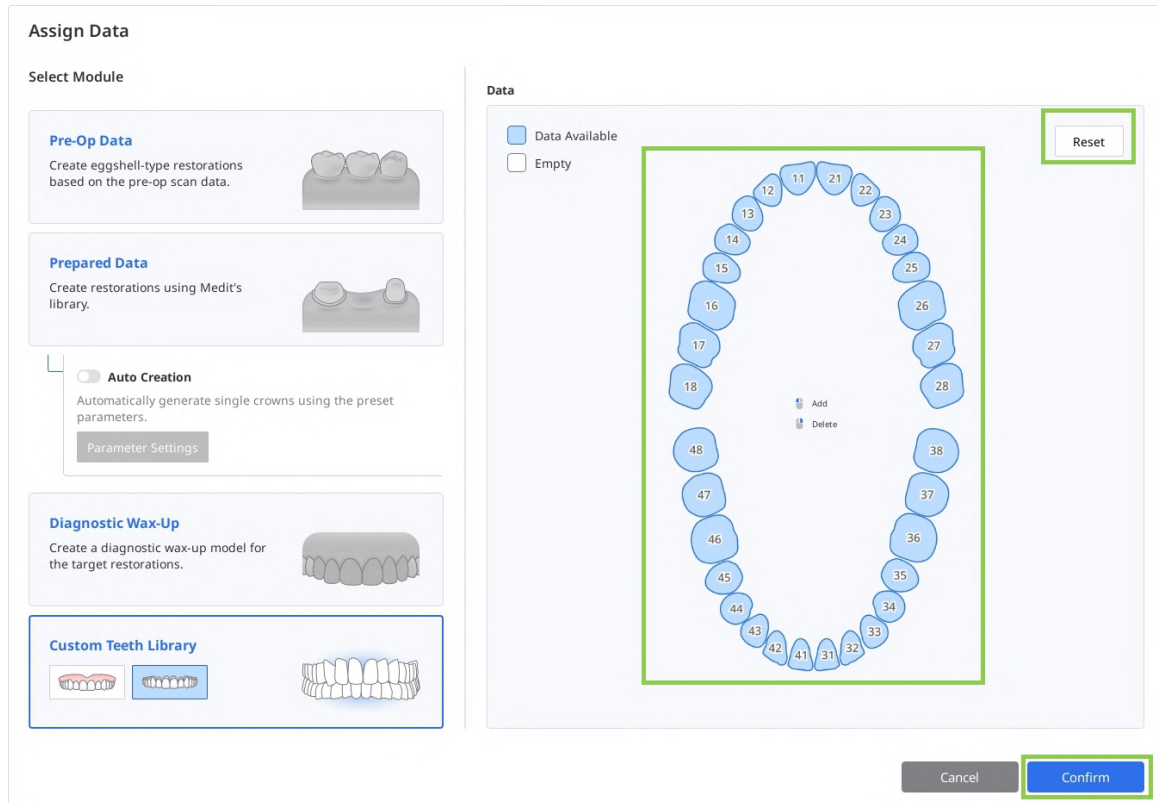 Assign Data
Select Module
Pre-Op Data
Create eggshell-type restorations
based on the pre-op scan data.
Prepared Data
Create restorations using Medit's
library.
Auto Creation
Automatically generate single crowns using the preset
parameters.
Parameter Settings
Diagnostic Wax-Up
Create a diagnostic wax-up model for
the target restorations.
Custom Teeth Library
Data
Data Available
Empty
Reset
11 21
12 22
13 23
14 24
15 25
16 26
17 27
18 28
Add
Delete
48 38
47 37
46 36
45 35
44 34
43 33
42 41 31 32
Cancel
Confirm